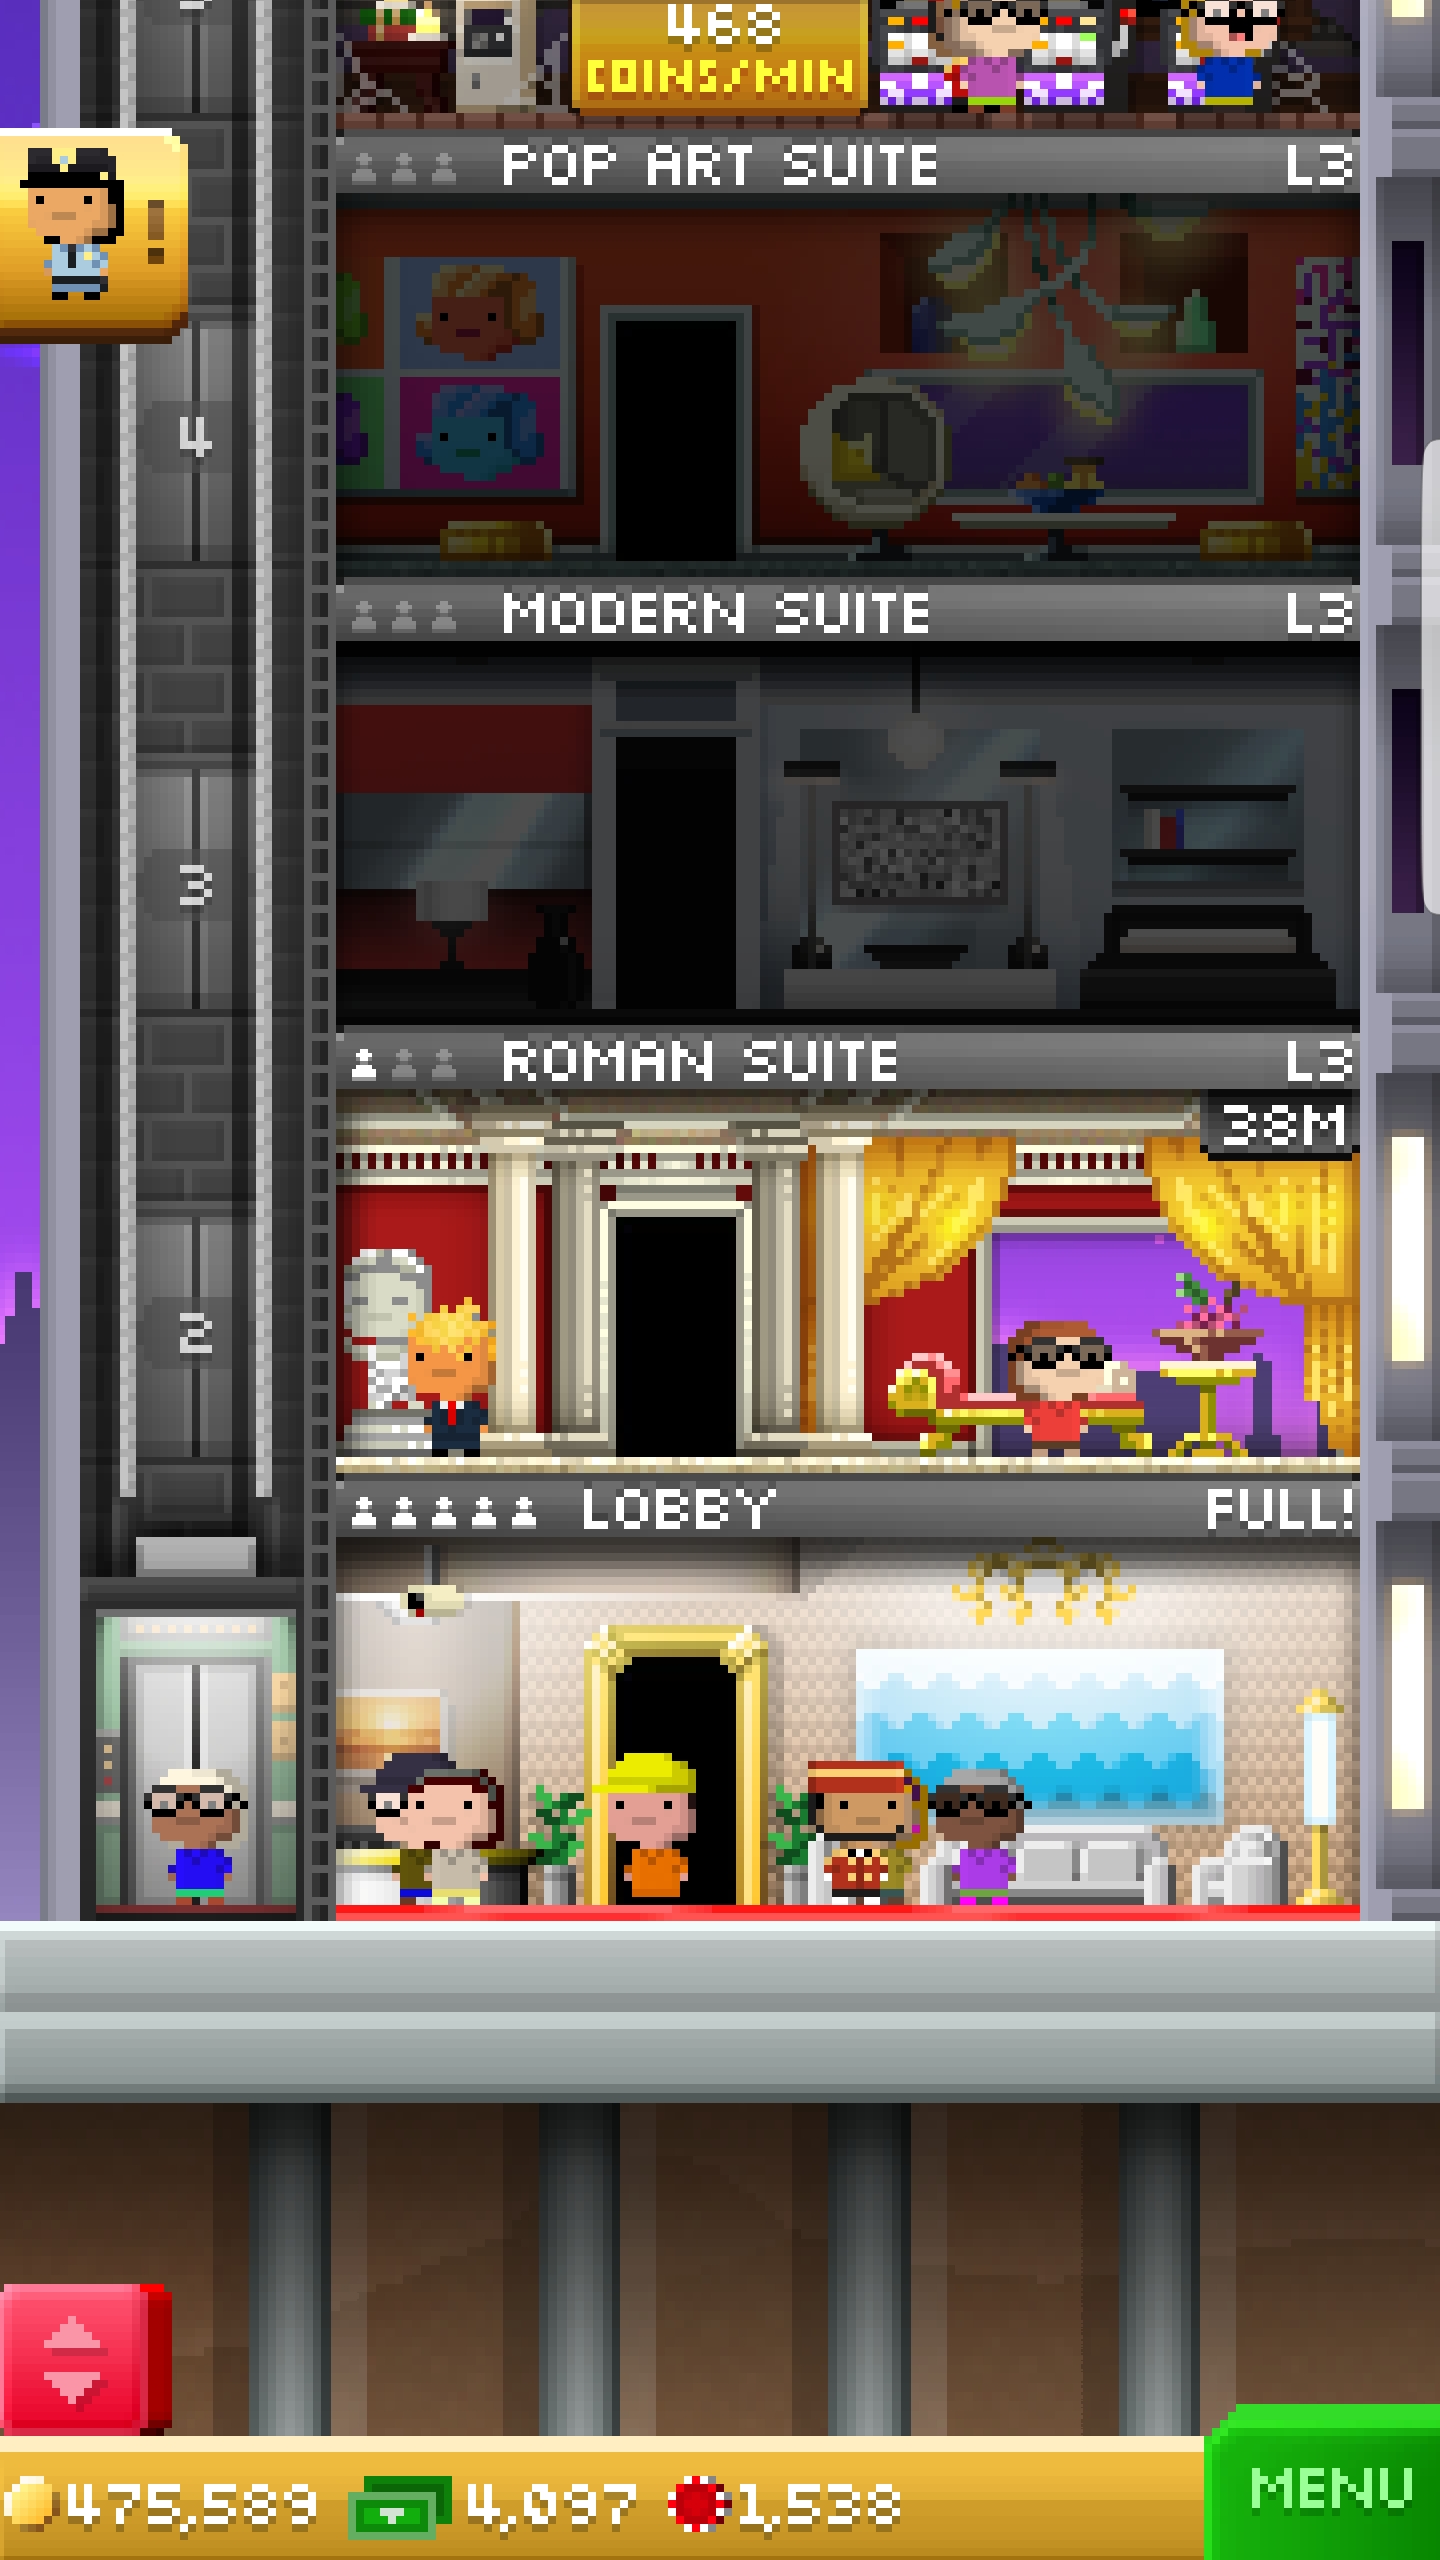 468
COINS/MIN
!
POP ART SUITE L3
4
MODERN SUITE L3
3
ROMAN SUITE L3
38M
2
LOBBY FULL!
475,589 4,097 1,538
MENU